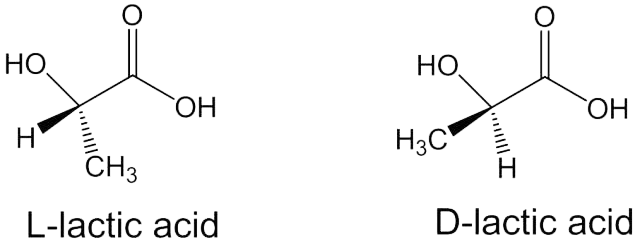 O
HO
OH
H
CH3
L-lactic acid
O
HO
OH
H3C
H
D-lactic acid